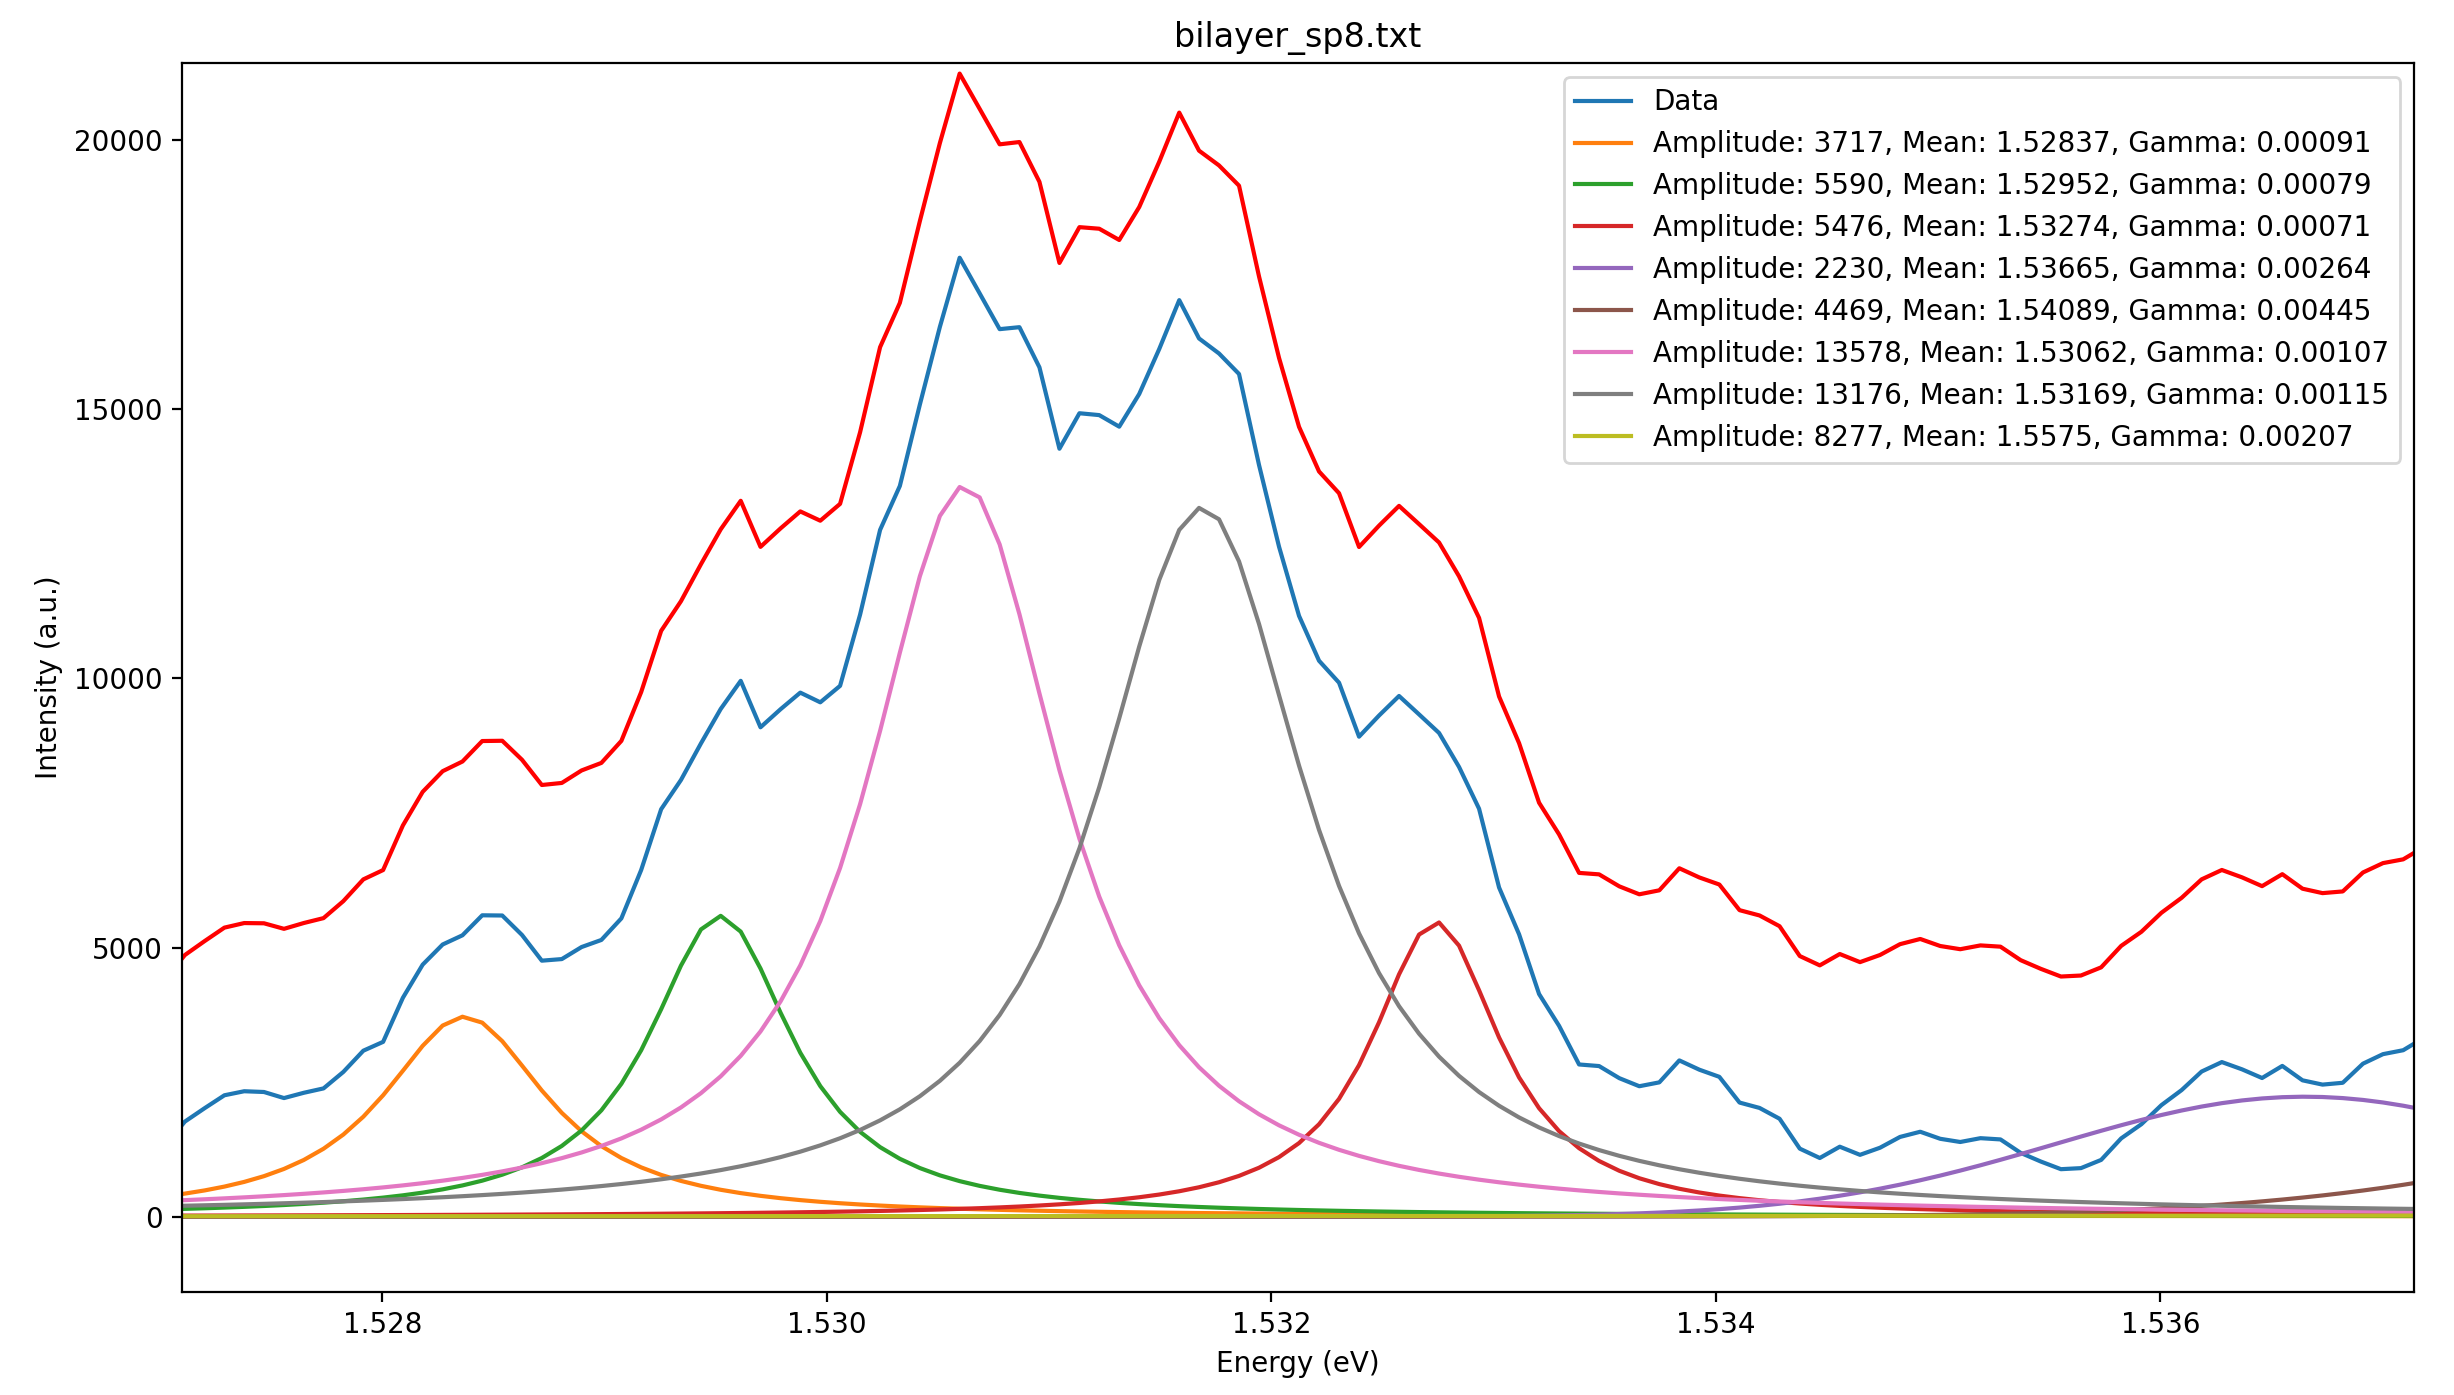 bilayer_sp8.txt
Data
Amplitude: 3717, Mean: 1.52837, Gamma: 0.00091
Amplitude: 5590, Mean: 1.52952, Gamma: 0.00079
Amplitude: 5476, Mean: 1.53274, Gamma: 0.00071
Amplitude: 2230, Mean: 1.53665, Gamma: 0.00264
Amplitude: 4469, Mean: 1.54089, Gamma: 0.00445
Amplitude: 13578, Mean: 1.53062, Gamma: 0.00107
Amplitude: 13176, Mean: 1.53169, Gamma: 0.00115
Amplitude: 8277, Mean: 1.5575, Gamma: 0.00207
20000
15000
10000
5000
0
Intensity (a.u.)
1.528 1.530 1.532 1.534 1.536
Energy (eV)